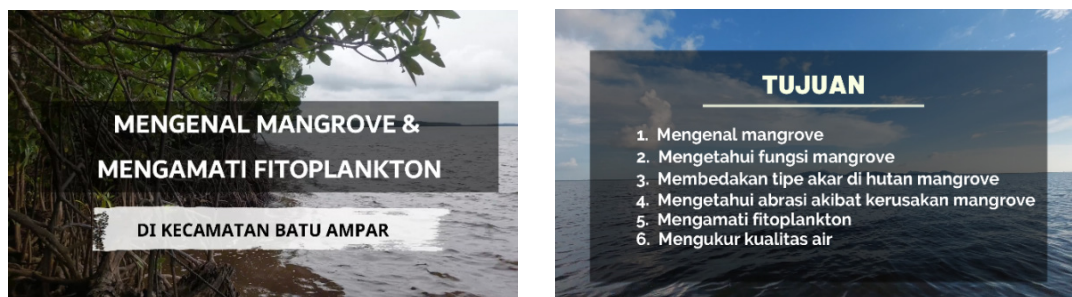 MENGENAL MANGROVE &
MENGAMATI FITOPLANKTON
DI KECAMATAN BATU AMPAR
TUJUAN
1. Mengenal mangrove
2. Mengetahui fungsi mangrove
3. Membedakan tipe akar di hutan mangrove
4. Mengetahui abrasi akibat kerusakan mangrove
5. Mengamati fitoplankton
6. Mengukur kualitas air